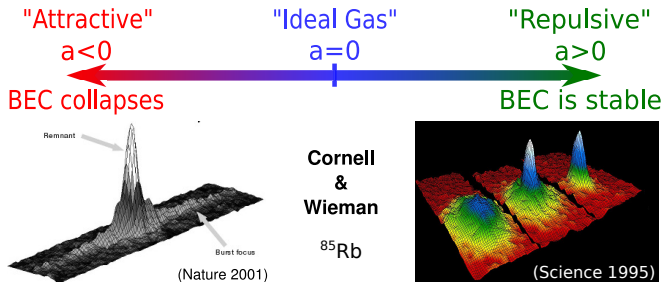 "Attractive" "Ideal Gas" "Repulsive"
a<0 a=0 a>0
BEC collapses BEC is stable
Remnant
Cornell
&
Wieman
⁸⁵Rb
Burst focus
(Nature 2001)
(Science 1995)